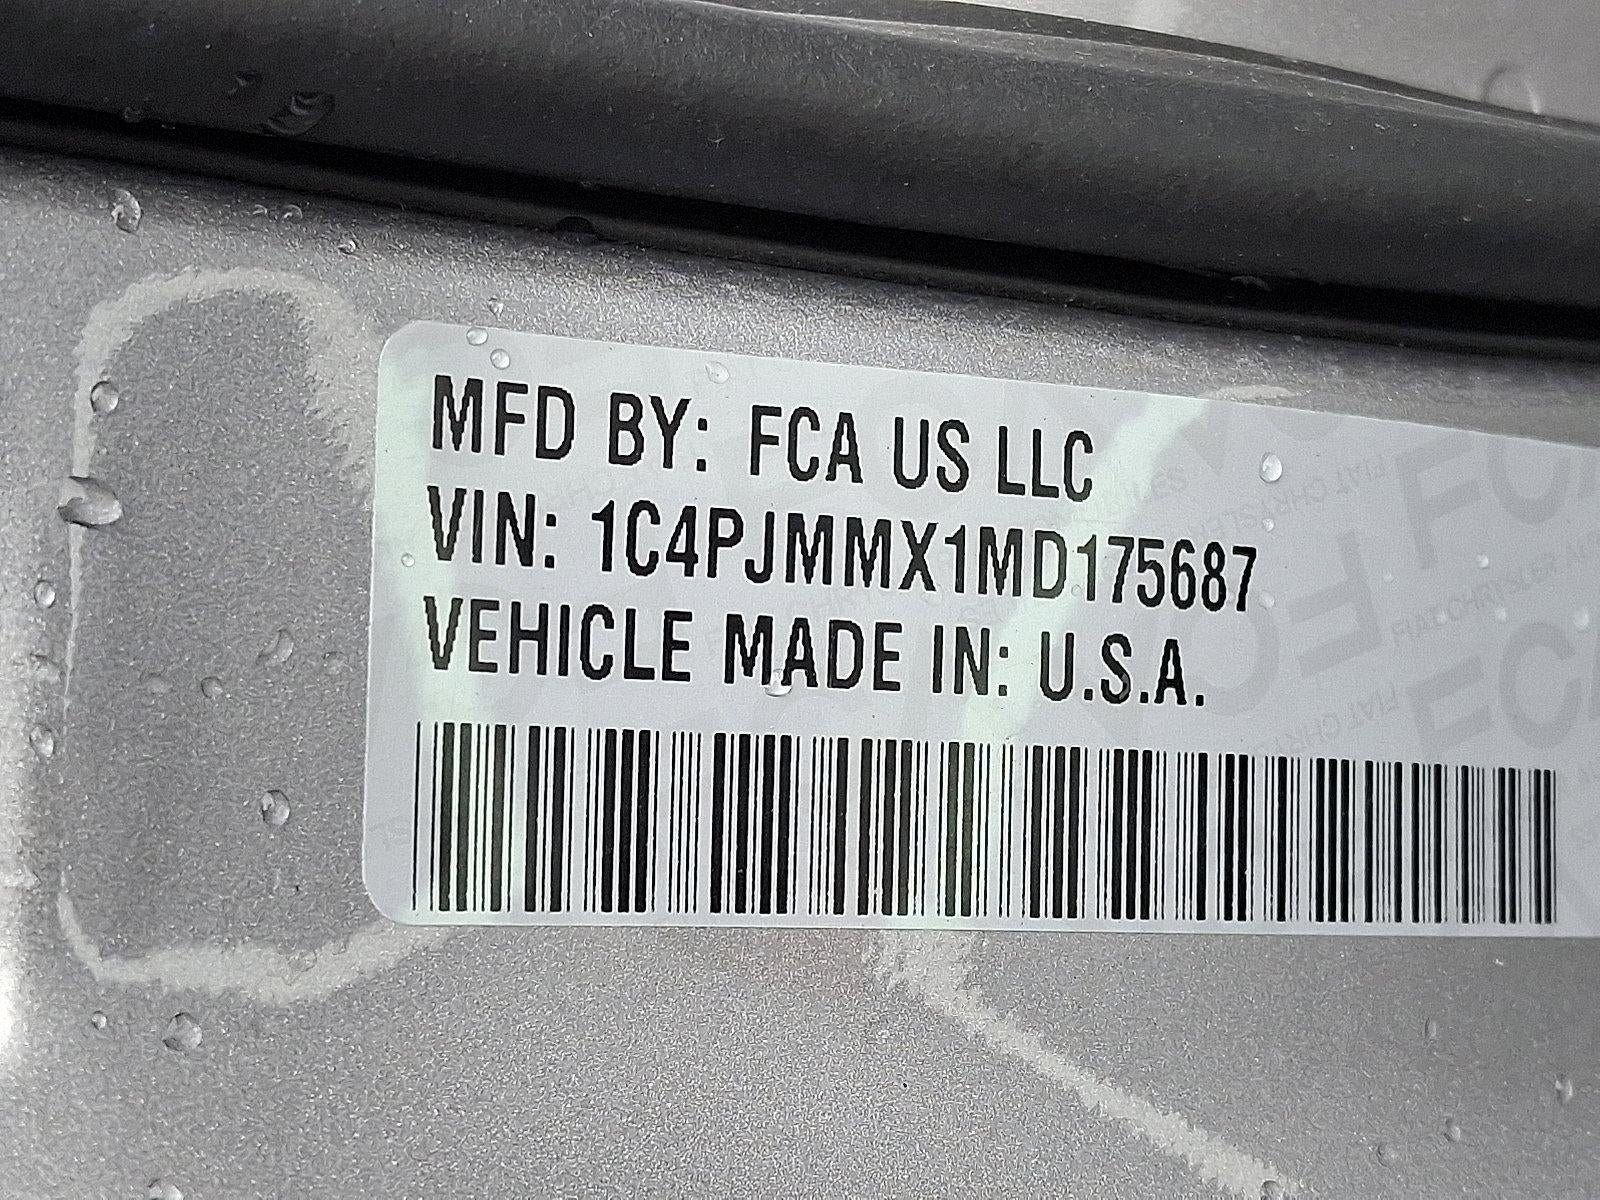 MFD BY: FCA US LLC
VIN: 1C4PJMMX1MD175687
VEHICLE MADE IN: U.S.A.